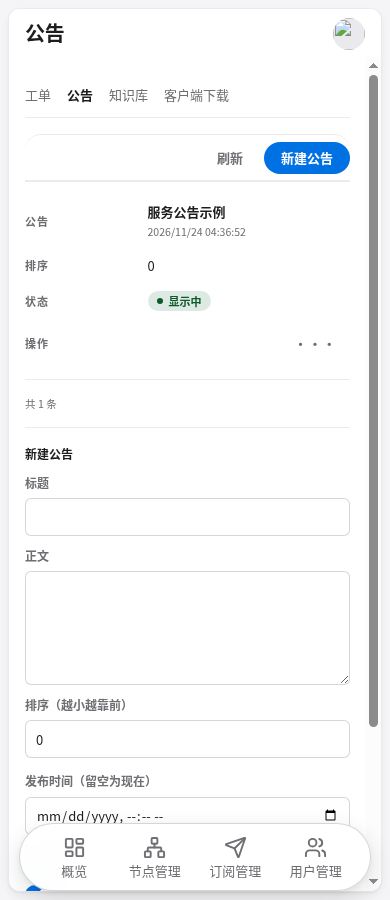 公告
工单 公告 知识库 客户端下载
刷新 新建公告
公告 服务公告示例
2026/11/24 04:36:52
排序 0
状态 显示中
操作 • • •
共 1 条
新建公告
标题
正文
排序（越小越靠前）
0
发布时间（留空为现在）
mm/dd/yyyy, --:-- --
概览 节点管理 订阅管理 用户管理